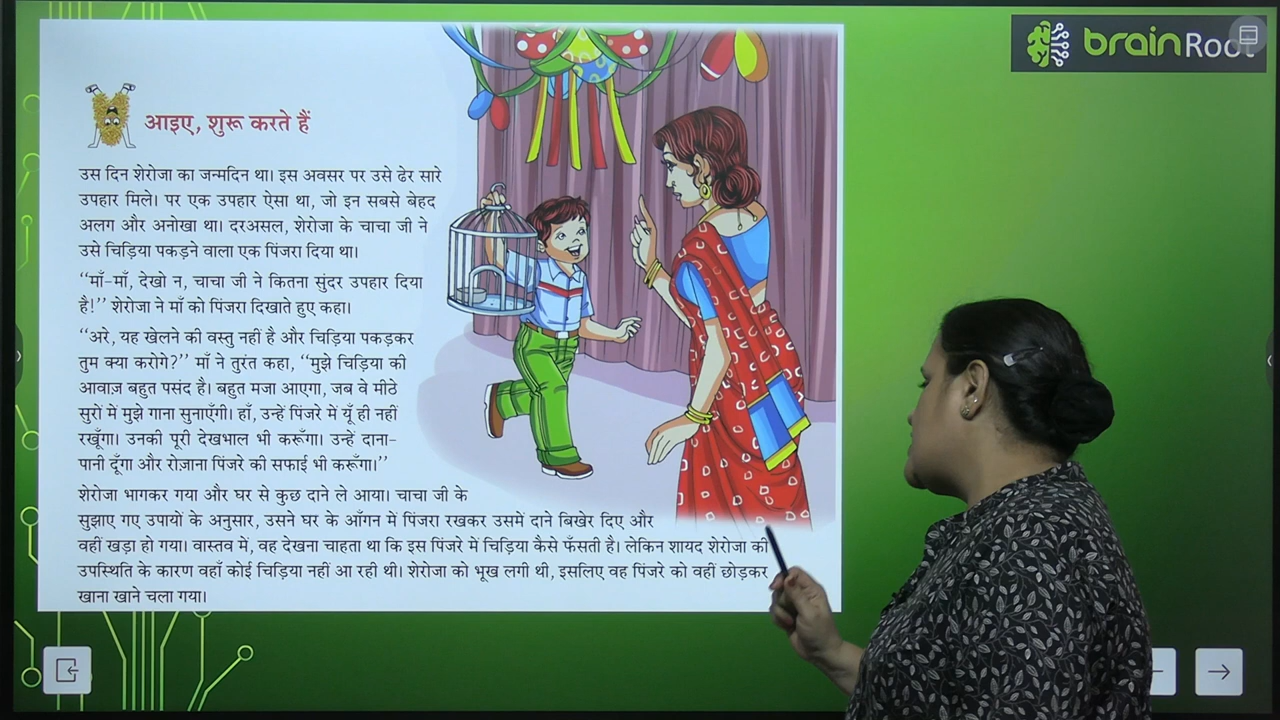 brainRoot
आइए, शुरू करते हैं
उस दिन शेरोजा का जन्मदिन था। इस अवसर पर उसे ढेर सारे
उपहार मिले। पर एक उपहार ऐसा था, जो इन सबसे बेहद
अलग और अनोखा था। दरअसल, शेरोजा के चाचा जी ने
उसे चिड़िया पकड़ने वाला एक पिंजरा दिया था।
“माँ-माँ, देखो न, चाचा जी ने कितना सुंदर उपहार दिया
है!” शेरोजा ने माँ को पिंजरा दिखाते हुए कहा।
“अरे, यह खेलने की वस्तु नहीं है और चिड़िया पकड़कर
तुम क्या करोगे?” माँ ने तुरंत कहा, “मुझे चिड़िया की
आवाज़ बहुत पसंद है। बहुत मजा आएगा, जब वे मीठे
सुरों में मुझे गाना सुनाएँगी। हाँ, उन्हें पिंजरे में यूँ ही नहीं
रखूँगा। उनकी पूरी देखभाल भी करूँगा। उन्हें दाना-
पानी दूँगा और रोज़ाना पिंजरे की सफाई भी करूँगा।”
शेरोजा भागकर गया और घर से कुछ दाने ले आया। चाचा जी के
सुझाए गए उपायों के अनुसार, उसने घर के आँगन में पिंजरा रखकर उसमें दाने बिखेर दिए और
वहीं खड़ा हो गया। वास्तव में, वह देखना चाहता था कि इस पिंजरे में चिड़िया कैसे फँसती है। लेकिन शायद शेरोजा की
उपस्थिति के कारण वहाँ कोई चिड़िया नहीं आ रही थी। शेरोजा को भूख लगी थी, इसलिए वह पिंजरे को वहीं छोड़कर
खाना खाने चला गया।